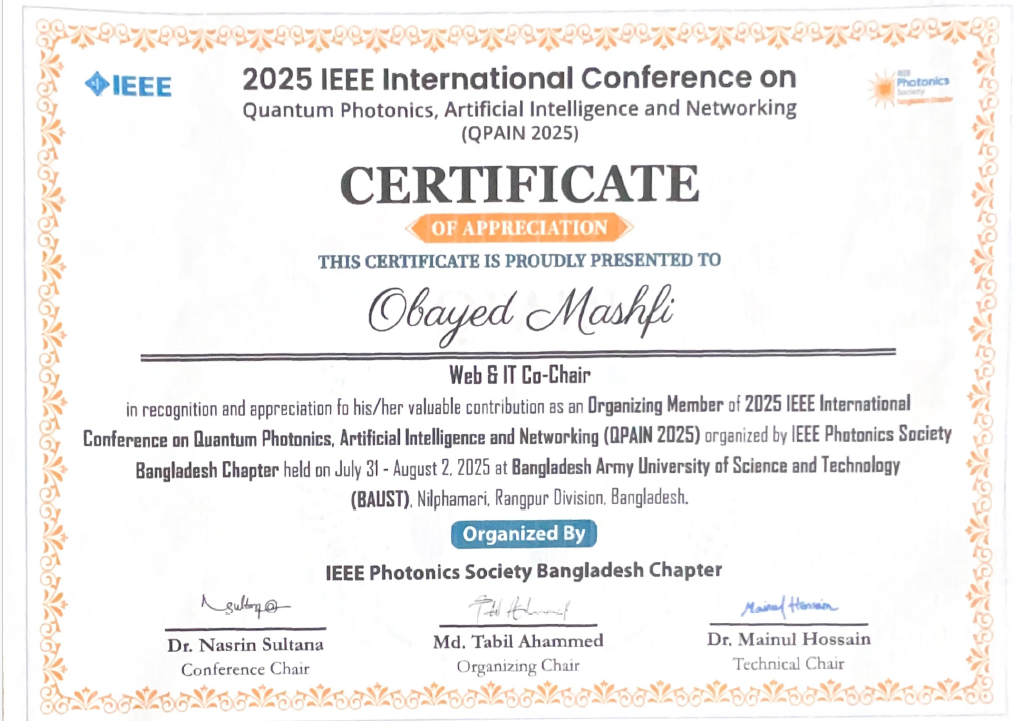 IEEE
2025 IEEE International Conference on
Quantum Photonics, Artificial Intelligence and Networking
(QPAIN 2025)
IEEE
Photonics
Society
Bangladesh Chapter
CERTIFICATE
OF APPRECIATION
THIS CERTIFICATE IS PROUDLY PRESENTED TO
Obayed Mashfi
Web & IT Co-Chair
in recognition and appreciation fo his/her valuable contribution as an Organizing Member of 2025 IEEE International
Conference on Quantum Photonics, Artificial Intelligence and Networking (QPAIN 2025) organized by IEEE Photonics Society
Bangladesh Chapter held on July 31 - August 2, 2025 at Bangladesh Army University of Science and Technology
(BAUST), Nilphamari, Rangpur Division, Bangladesh.
Organized By
IEEE Photonics Society Bangladesh Chapter
Mainul Hossain
Dr. Nasrin Sultana
Conference Chair
Md. Tabil Ahammed
Organizing Chair
Dr. Mainul Hossain
Technical Chair